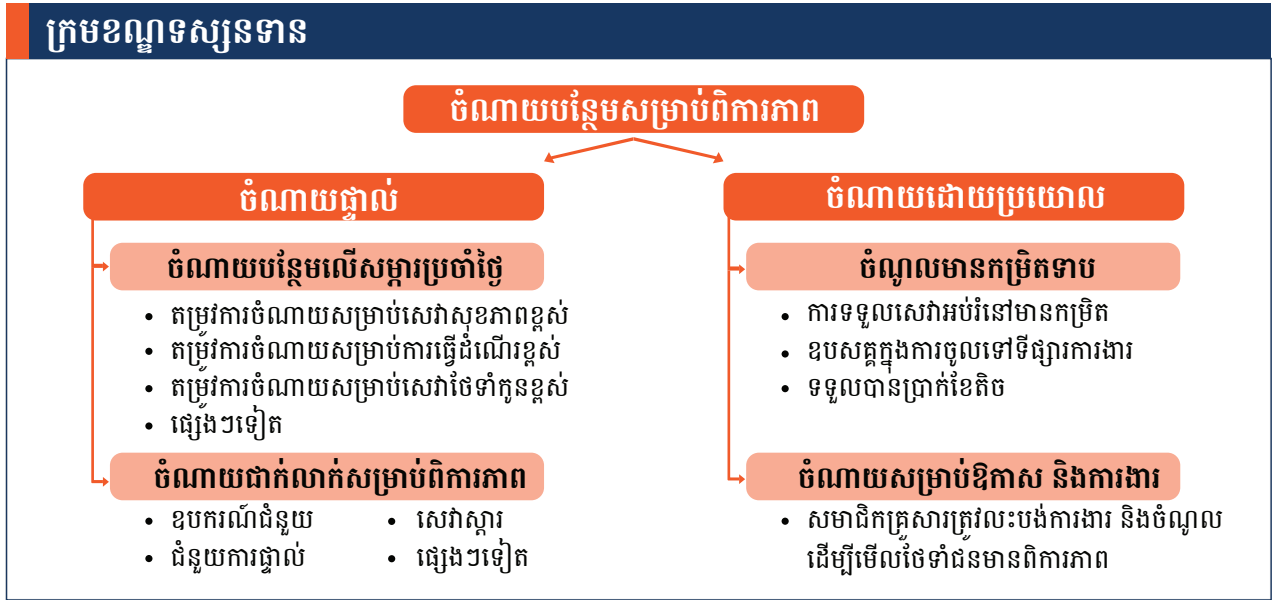 ក្រមខណ្ឌទស្សនទាន
ចំណាយបន្ថែមសម្រាប់ពិការភាព
ចំណាយផ្ទាល់
ចំណាយបន្ថែមលើសម្ភារប្រចាំថ្ងៃ
• តម្រូវការចំណាយសម្រាប់សេវាសុខភាពខ្ពស់
• តម្រូវការចំណាយសម្រាប់ការធ្វើដំណើរខ្ពស់
• តម្រូវការចំណាយសម្រាប់សេវាថែទាំកូនខ្ពស់
• ផ្សេងៗទៀត
ចំណាយជាក់លាក់សម្រាប់ពិការភាព
• ឧបករណ៍ជំនួយ
• ជំនួយការផ្ទាល់
• សេវាស្តារ
• ផ្សេងៗទៀត
ចំណាយដោយប្រយោល
ចំណូលមានកម្រិតទាប
• ការទទួលសេវាអប់រំនៅមានកម្រិត
• ឧបសគ្គក្នុងការចូលទៅទីផ្សារការងារ
• ទទួលបានប្រាក់ខែតិច
ចំណាយសម្រាប់ឱកាស និងការងារ
• សមាជិកគ្រួសារត្រូវលះបង់ការងារ និងចំណូល
ដើម្បីមើលថែទាំជនមានពិការភាព